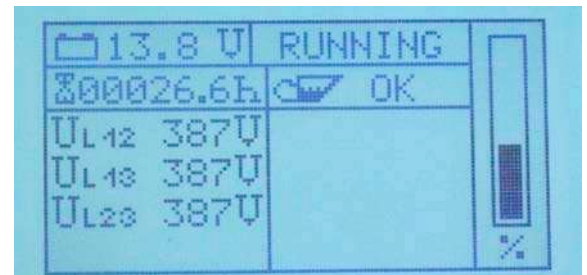 13.8 V RUNNING
00026.6h OK
UL12 387V
UL13 387V
UL23 387V
%